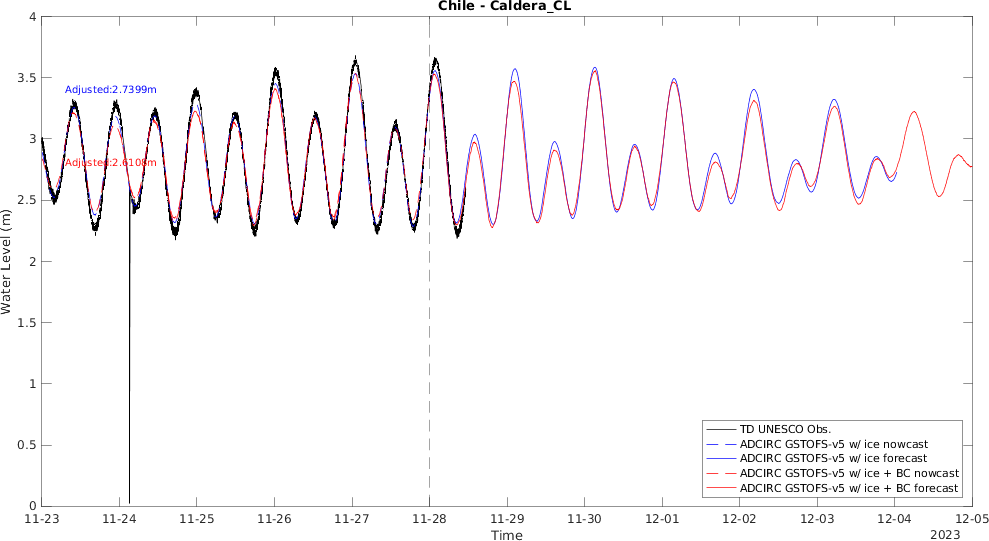 Chile - Caldera_CL
4
3.5
3
2.5
2
1.5
1
0.5
0
Water Level (m)
Adjusted:2.7399m
Adjusted:2.6108m
TD UNESCO Obs.
ADCIRC GSTOFS-v5 w/ ice nowcast
ADCIRC GSTOFS-v5 w/ ice forecast
ADCIRC GSTOFS-v5 w/ ice + BC nowcast
ADCIRC GSTOFS-v5 w/ ice + BC forecast
11-23 11-24 11-25 11-26 11-27 11-28 11-29 11-30 12-01 12-02 12-03 12-04 12-05
Time
2023